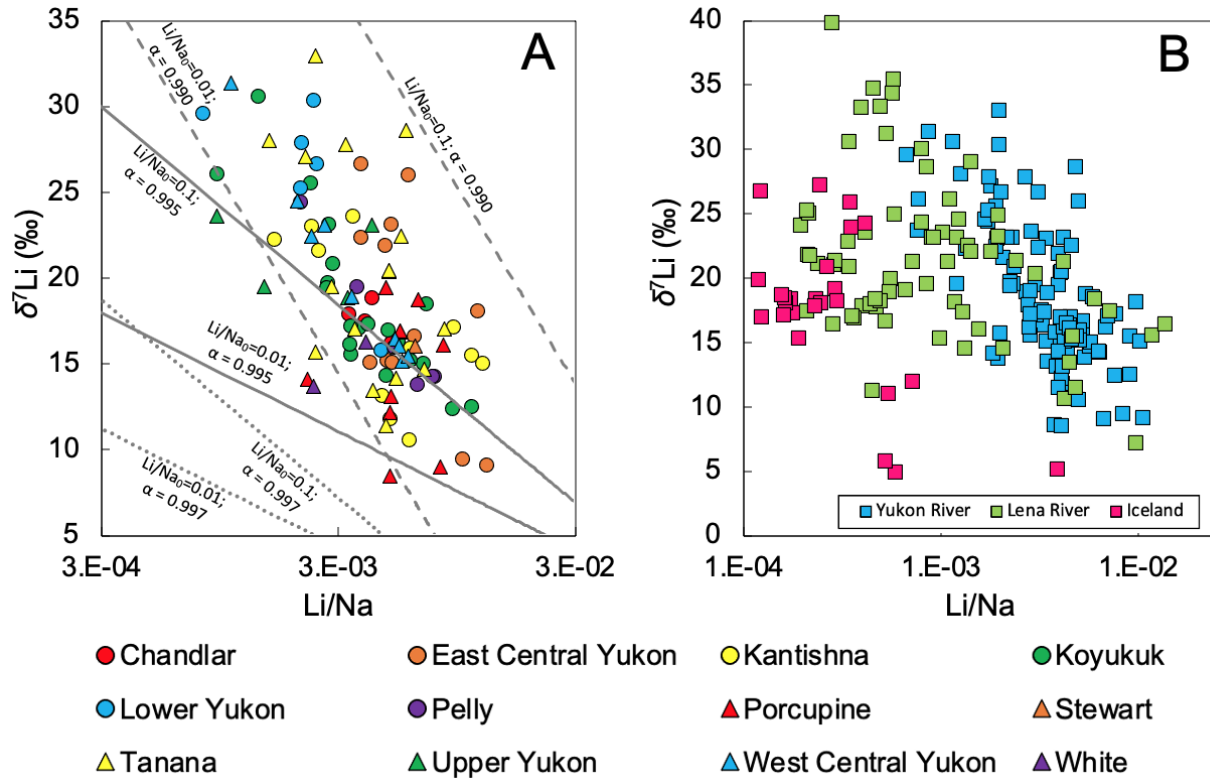 A
B
35
30
25
20
15
10
5
δ⁷Li (‰)
3.E-04
3.E-03
3.E-02
Li/Na
Li/Na₀=0.01;
α = 0.990
Li/Na₀=0.1; α = 0.990
Li/Na₀=0.1;
α = 0.995
Li/Na₀=0.01;
α = 0.995
Li/Na₀=0.1;
α = 0.997
Li/Na₀=0.01;
α = 0.997
40
35
30
25
20
15
10
5
0
δ⁷Li (‰)
1.E-04
1.E-03
1.E-02
Li/Na
Yukon River Lena River Iceland
Chandlar East Central Yukon Kantishna Koyukuk
Lower Yukon Pelly Porcupine Stewart
Tanana Upper Yukon West Central Yukon White